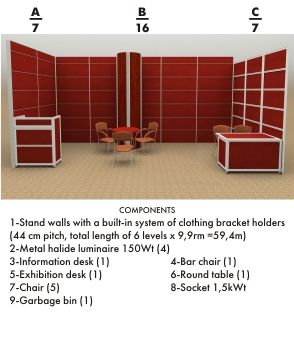 A B C
7 16 7
COMPONENTS
1-Stand walls with a built-in system of clothing bracket holders
(44 cm pitch, total length of 6 levels x 9,9rm =59,4m)
2-Metal halide luminaire 150Wt (4)
3-Information desk (1) 4-Bar chair (1)
5-Exhibition desk (1) 6-Round table (1)
7-Chair (5) 8-Socket 1,5kWt
9-Garbage bin (1)